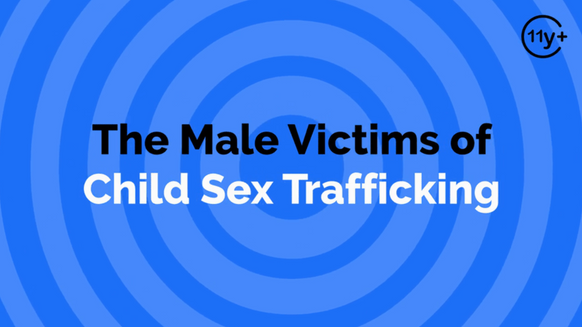 11y+
The Male Victims of
Child Sex Trafficking